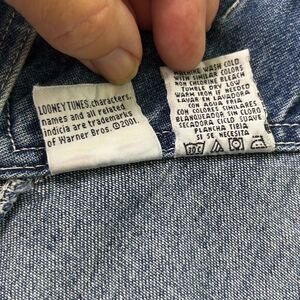 LOONEY TUNES, characters,
names and all related
indicia are trademarks
of Warner Bros. ©2001.
MACHINE WASH COLD
WITH SIMILAR COLORS
NON CHLORINE BLEACH
TUMBLE DRY LOW
WARM IRON IF NEEDED
LAVAR EN LAVADORA
CON AGUA FRIA
CON COLORES SIMILARES
BLANQUEADOR SIN CLORO
SECADORA CICLO SUAVE
PLANCHA TIBIA
SI SE NECESITA